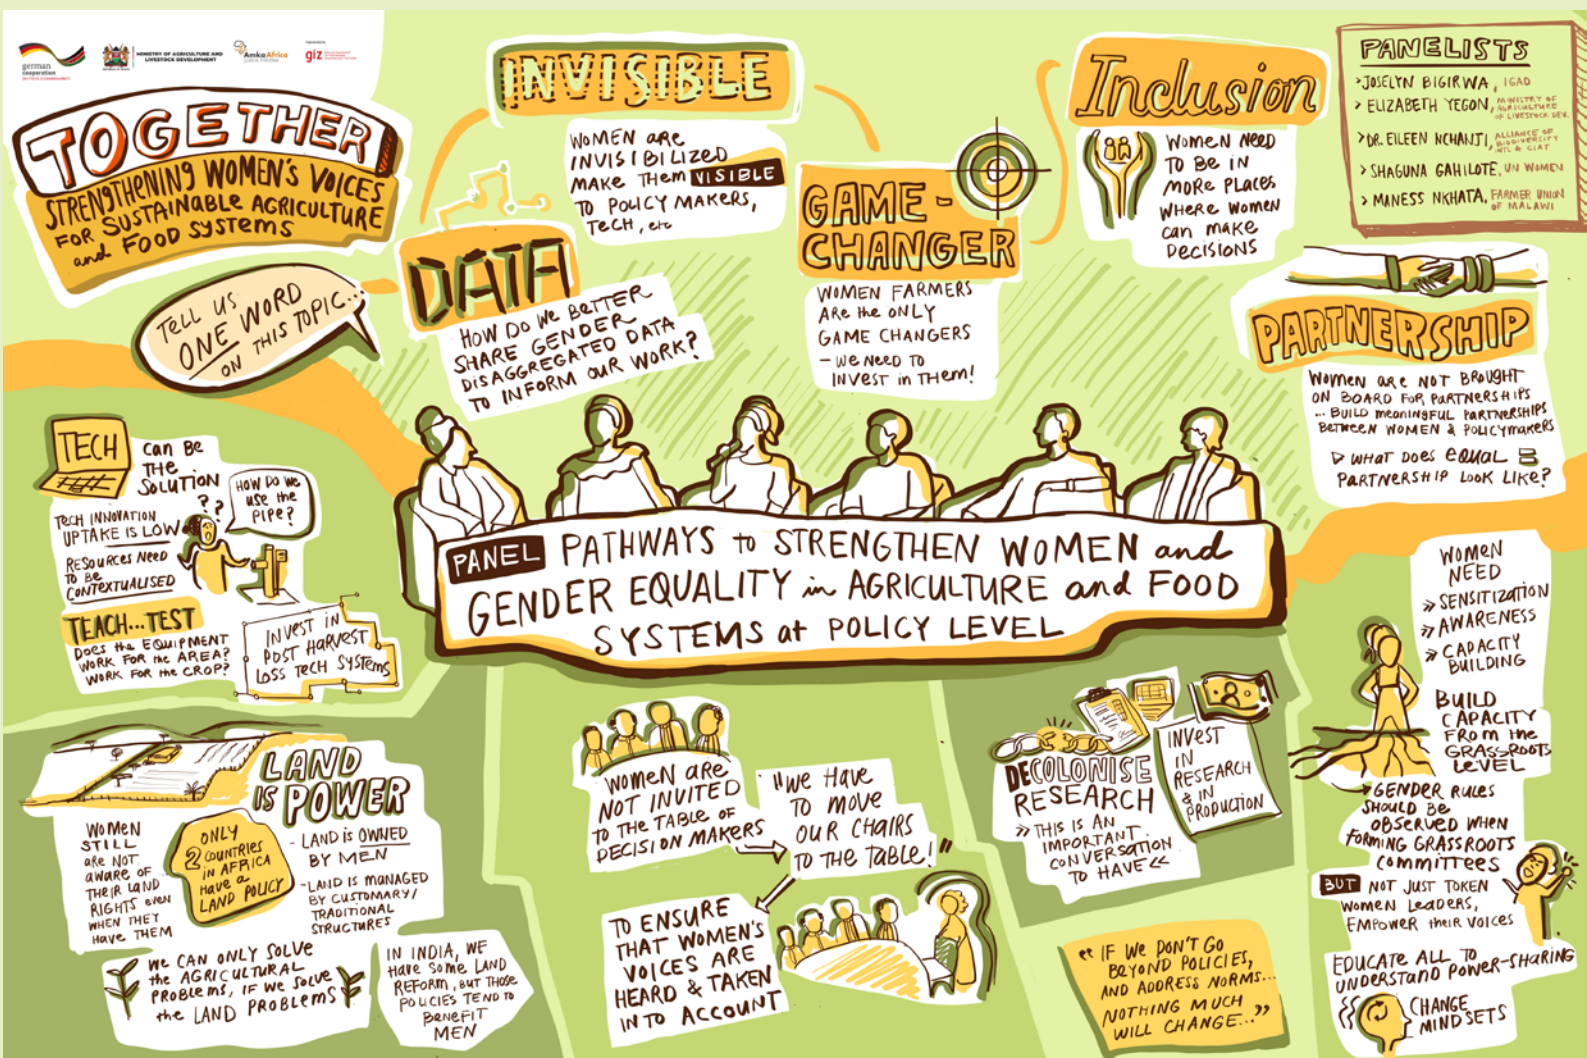 german
cooperation
DEUTSCHE ZUSAMMENARBEIT
MINISTRY OF AGRICULTURE AND
LIVESTOCK DEVELOPMENT
Amka Africa
Justice Initiative
giz
TOGETHER
STRENGTHENING WOMEN'S VOICES
FOR SUSTAINABLE AGRICULTURE
and FOOD SYSTEMS
TELL US
ONE WORD
ON THIS TOPIC...
DATA
HOW DO WE BETTER
SHARE GENDER
DISAGGREGATED DATA
TO INFORM OUR WORK?
INVISIBLE
WOMEN are
INVISIBILIZED
MAKE THEM VISIBLE
TO POLICY MAKERS,
TECH, etc
GAME-
CHANGER
WOMEN FARMERS
ARE the ONLY
GAME CHANGERS
- WE NEED TO
INVEST in THEM!
Inclusion
WOMEN NEED
TO BE IN
MORE PLACES
WHERE WOMEN
can make
DECISIONS
PANELISTS
> JOSELYN BIGIRWA, IGAD
> ELIZABETH YEGON, MINISTRY OF
AGRICULTURE
OF LIVESTOCK DEV.
> DR. EILEEN NCHANJI, ALLIANCE OF
BIODIVERSITY
INTL & CIAT
> SHAGUNA GAHILOTE, UN WOMEN
> MANESS NKHATA, FARMER UNION
OF MALAWI
PARTNERSHIP
WOMEN are NOT BROUGHT
ON BOARD FOR PARTNERSHIPS
... BUILD meaningful PARTNERSHIPS
BETWEEN WOMEN & POLICYMAKERS
▷ WHAT DOES eQUAL
PARTNERSHIP LOOK LIKE?
TECH can Be
THE
SOLUTION
? ? ?
HOW DO WE
USE the
PIPE?
TECH INNOVATION
UPTAKE IS LOW
RESOURCES NEED
TO BE
CONTEXTUALISED
TEACH...TEST
DOES the EQUIPMENT
WORK FOR the AREA?
WORK FOR the CROP?
INVEST IN
POST HARVEST
LOSS TECH SYSTEMS
PANEL PATHWAYS to STRENGTHEN WOMEN and
GENDER EQUALITY in AGRICULTURE and FOOD
SYSTEMS at POLICY LEVEL
LAND
IS POWER
WOMEN
STILL
are NOT
AWARE OF
THEIR LAND
RIGHTS even
WHEN THEY
Have THEM
ONLY
2 COUNTRIES
IN AFRICA
Have a
LAND POLICY
- LAND is OWNED
BY MEN
- LAND IS MANAGED
BY CUSTOMARY/
TRADITIONAL
STRUCTURES
WE CAN ONLY SOLVE
the AGRICULTURAL
PROBLEMS, IF WE SOLVE
the LAND PROBLEMS
IN INDIA, WE
Have some LAND
REFORM, BUT THOSE
POLICIES TEND TO
BENEFIT
MEN
WOMEN ARE
NOT INVITED
TO THE TABLE OF
DECISION MAKERS
"WE HAVE
TO MOVE
OUR CHAIRS
TO THE TABLE!"
TO ENSURE
THAT WOMEN'S
VOICES ARE
HEARD & TAKEN
INTO ACCOUNT
DECOLONISE
RESEARCH
>> THIS IS AN
IMPORTANT
CONVERSATION
TO HAVE <<
INVEST
IN
RESEARCH
& IN
PRODUCTION
"IF WE DON'T GO
BEYOND POLICIES,
AND ADDRESS NORMS...
NOTHING MUCH
WILL CHANGE..."
WOMEN
NEED
>> SENSITIZATION
>> AWARENESS
>> CAPACITY
BUILDING
BUILD
CAPACITY
FROM the
GRASSROOTS
LEVEL
GENDER RULES
SHOULD BE
OBSERVED WHEN
FORMING GRASSROOTS
COMMITTEES
BUT NOT JUST TOKEN
WOMEN LEADERS,
EMPOWER THEIR VOICES
EDUCATE ALL TO
UNDERSTAND POWER-SHARING
CHANGE
MINDSETS